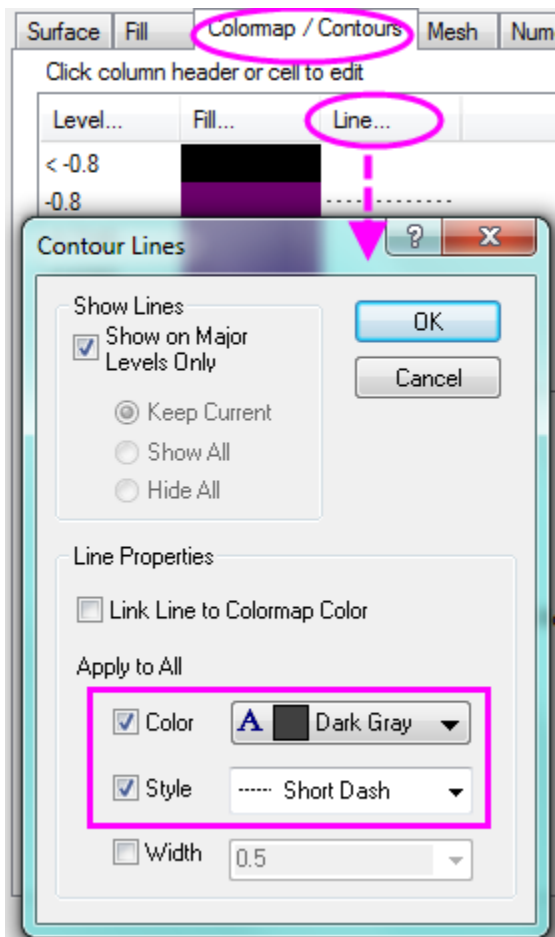 Surface Fill Colormap / Contours Mesh
Click column header or cell to edit
Level... Fill... Line...
< -0.8
-0.8
Contour Lines
Show Lines
Show on Major
Levels Only
Keep Current
Show All
Hide All
OK
Cancel
Line Properties
Link Line to Colormap Color
Apply to All
Color A Dark Gray
Style Short Dash
Width 0.5